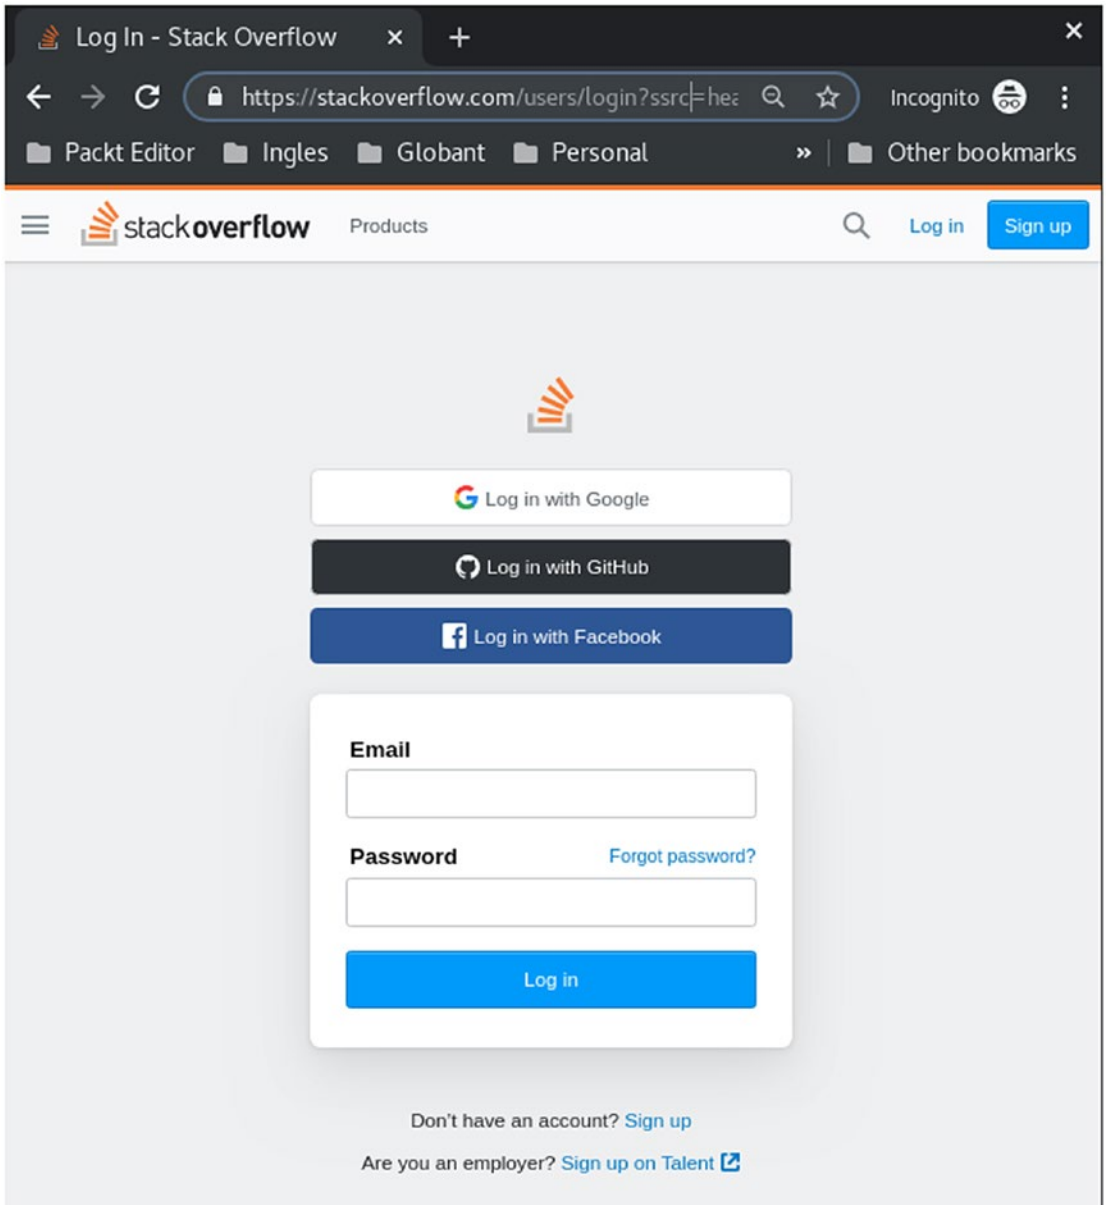 Log In - Stack Overflow
https://stackoverflow.com/users/login?ssrc=hea
Incognito
Packt Editor Ingles Globant Personal » Other bookmarks
stackoverflow Products Log in Sign up
Log in with Google
Log in with GitHub
Log in with Facebook
Email
Password Forgot password?
Log in
Don't have an account? Sign up
Are you an employer? Sign up on Talent